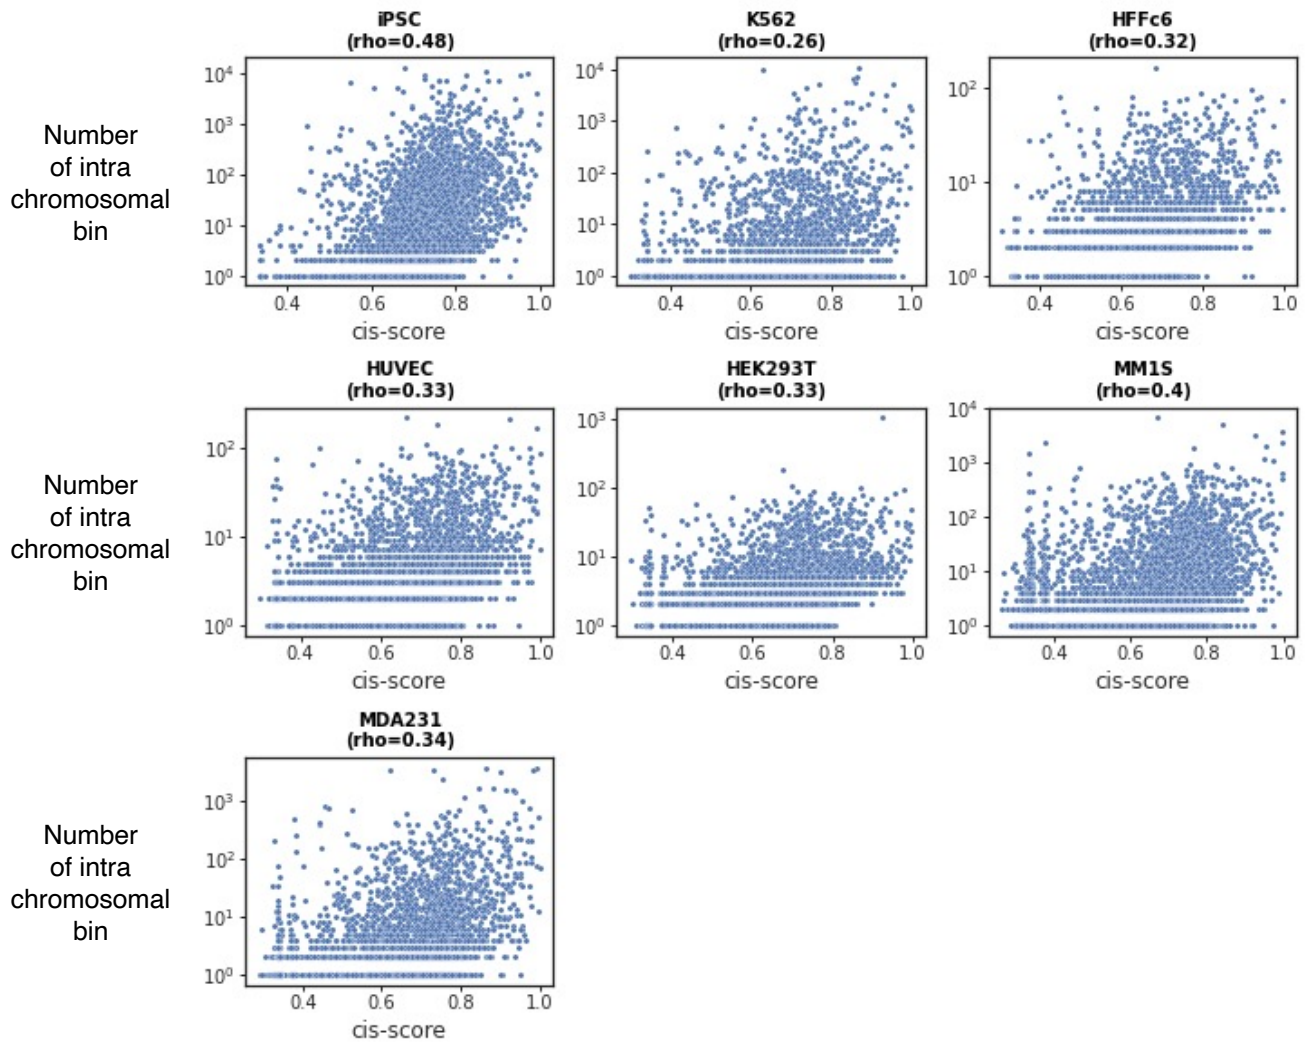 iPSC
(rho=0.48)
K562
(rho=0.26)
HFFc6
(rho=0.32)
Number
of intra
chromosomal
bin
10⁴
10³
10²
10¹
10⁰
0.4 0.6 0.8 1.0
cis-score
10⁴
10³
10²
10¹
10⁰
0.4 0.6 0.8 1.0
cis-score
10²
10¹
10⁰
0.4 0.6 0.8 1.0
cis-score
HUVEC
(rho=0.33)
HEK293T
(rho=0.33)
MM1S
(rho=0.4)
Number
of intra
chromosomal
bin
10²
10¹
10⁰
0.4 0.6 0.8 1.0
cis-score
10³
10²
10¹
10⁰
0.4 0.6 0.8 1.0
cis-score
10⁴
10³
10²
10¹
10⁰
0.4 0.6 0.8 1.0
cis-score
MDA231
(rho=0.34)
Number
of intra
chromosomal
bin
10³
10²
10¹
10⁰
0.4 0.6 0.8 1.0
cis-score